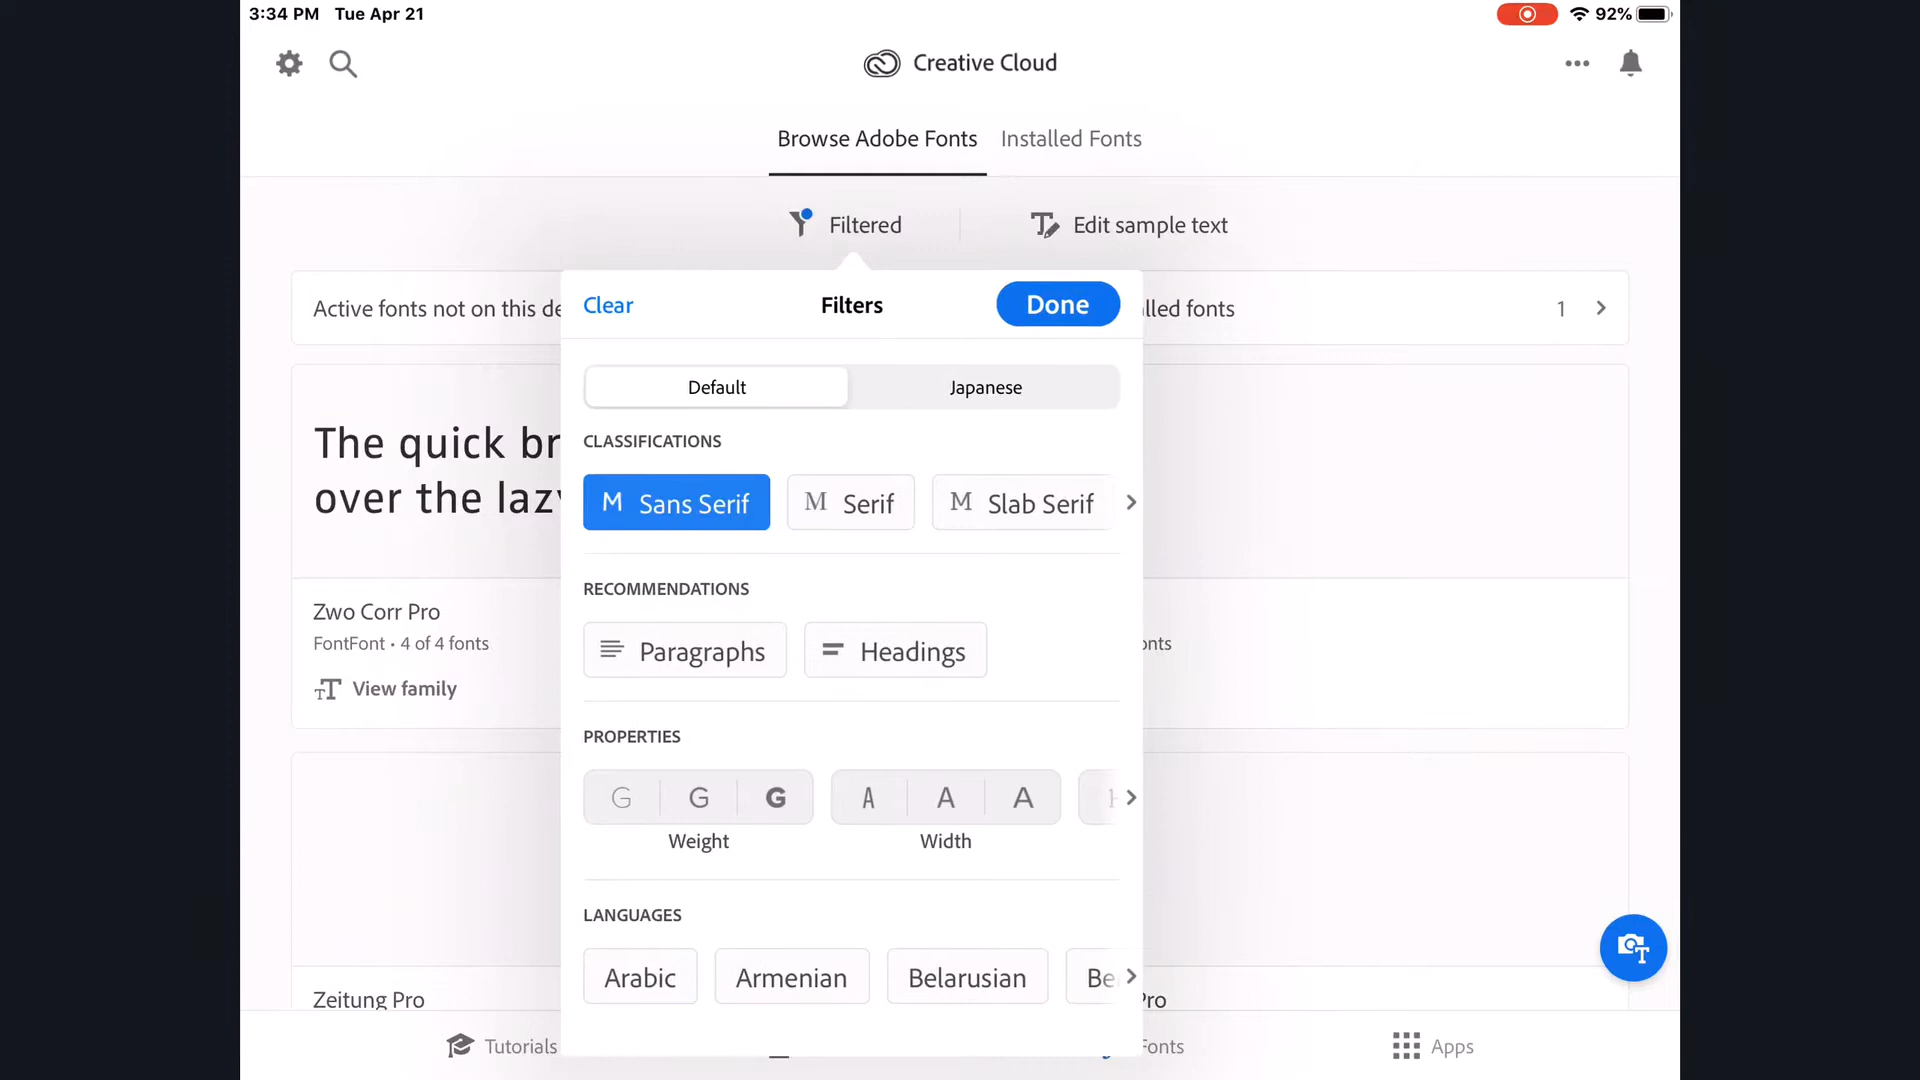 3:34 PM Tue Apr 21
92%
Creative Cloud
Browse Adobe Fonts Installed Fonts
Filtered Edit sample text
Active fonts not on this de
lled fonts 1
Clear Filters Done
Default Japanese
CLASSIFICATIONS
M Sans Serif M Serif M Slab Serif
The quick br
over the lazy
RECOMMENDATIONS
Paragraphs Headings
Zwo Corr Pro
FontFont • 4 of 4 fonts
onts
View family
PROPERTIES
G G G A A A
Weight Width
LANGUAGES
Arabic Armenian Belarusian Be
Zeitung Pro
Pro
Tutorials Fonts Apps